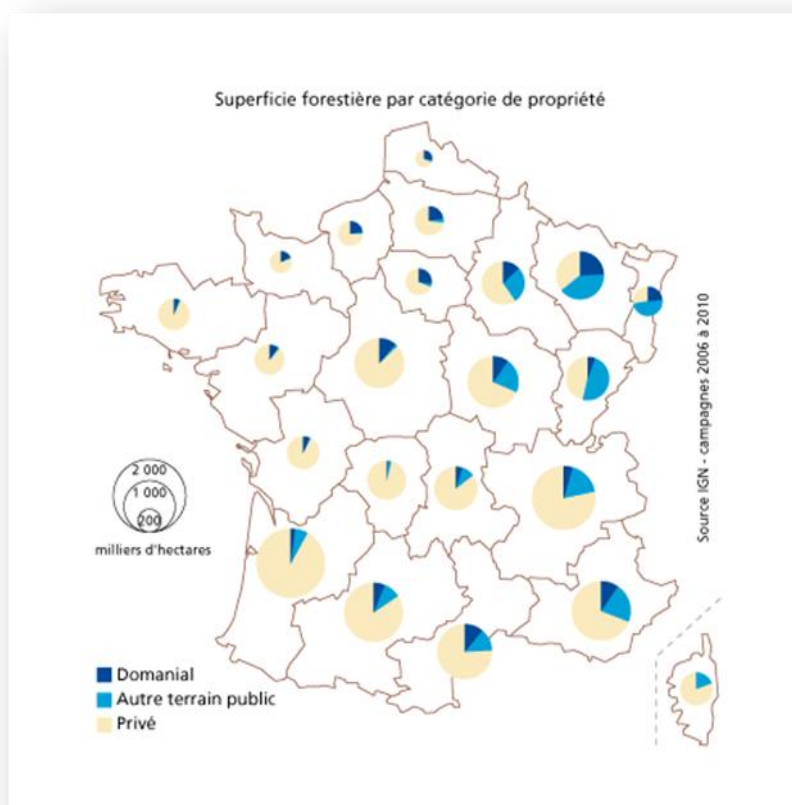 Superficie forestière par catégorie de propriété
Source IGN - campagnes 2006 à 2010
2 000
1 000
200
milliers d'hectares
Domanial
Autre terrain public
Privé